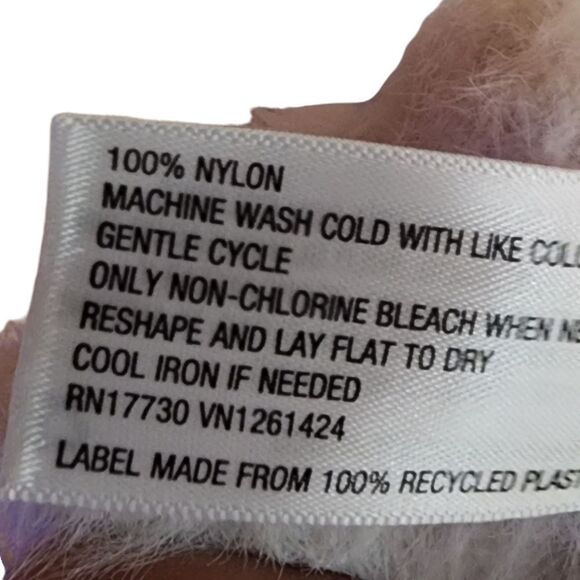 100% NYLON
MACHINE WASH COLD WITH LIKE
GENTLE CYCLE
ONLY NON-CHLORINE BLEACH WHEN
RESHAPE AND LAY FLAT TO DRY
COOL IRON IF NEEDED
RN17730 VN1261424
LABEL MADE FROM 100% RECYCLED